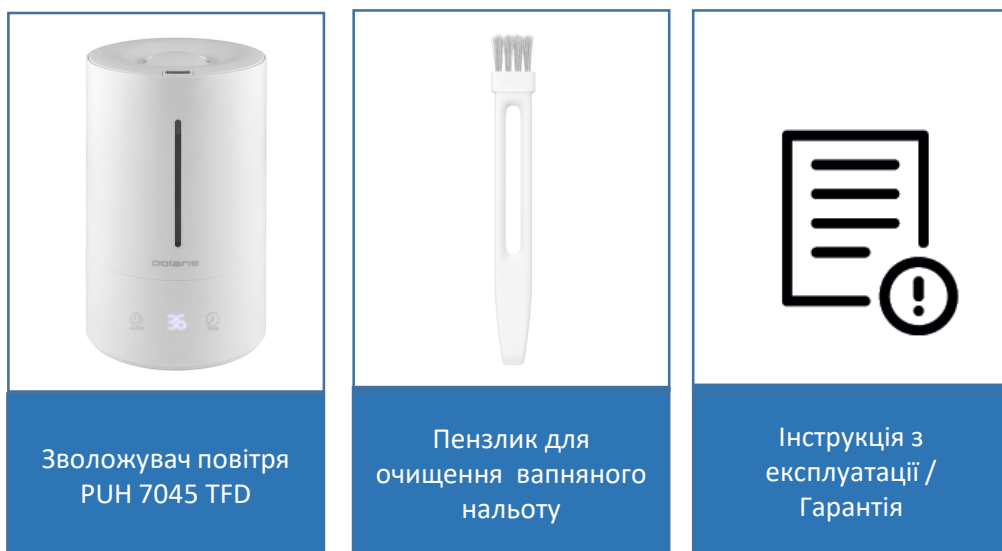 polaris
36
Зволожувач повітря
PUH 7045 TFD
Пензлик для
очищення вапняного
нальоту
Інструкція з
експлуатації /
Гарантія